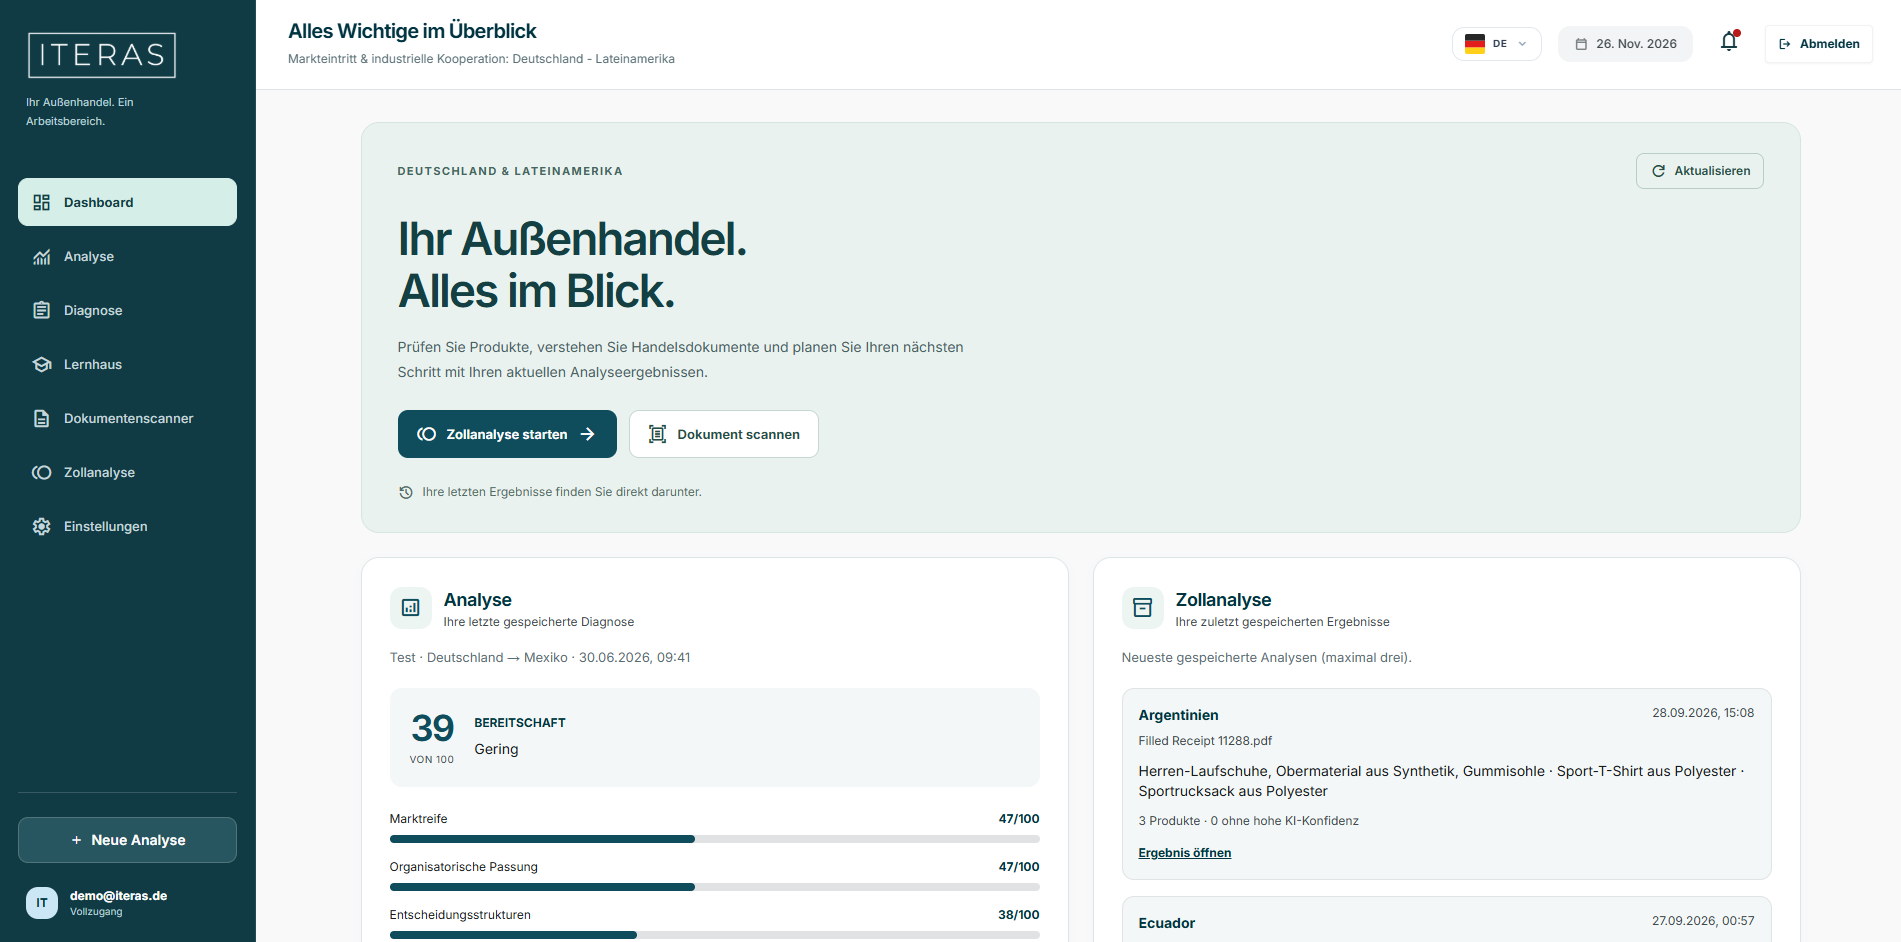 ITERAS
Ihr Außenhandel. Ein
Arbeitsbereich.
Dashboard
Analyse
Diagnose
Lernhaus
Dokumentenscanner
Zollanalyse
Einstellungen
+ Neue Analyse
IT
demo@iteras.de
Vollzugang
Alles Wichtige im Überblick
Markteintritt & industrielle Kooperation: Deutschland - Lateinamerika
DE
26. Nov. 2026
Abmelden
DEUTSCHLAND & LATEINAMERIKA
Aktualisieren
Ihr Außenhandel.
Alles im Blick.
Prüfen Sie Produkte, verstehen Sie Handelsdokumente und planen Sie Ihren nächsten
Schritt mit Ihren aktuellen Analyseergebnissen.
Zollanalyse starten
Dokument scannen
Ihre letzten Ergebnisse finden Sie direkt darunter.
Analyse
Ihre letzte gespeicherte Diagnose
Test · Deutschland → Mexiko · 30.06.2026, 09:41
39
VON 100
BEREITSCHAFT
Gering
Marktreife 47/100
Organisatorische Passung 47/100
Entscheidungsstrukturen 38/100
Zollanalyse
Ihre zuletzt gespeicherten Ergebnisse
Neueste gespeicherte Analysen (maximal drei).
Argentinien 28.09.2026, 15:08
Filled Receipt 11288.pdf
Herren-Laufschuhe, Obermaterial aus Synthetik, Gummisohle · Sport-T-Shirt aus Polyester ·
Sportrucksack aus Polyester
3 Produkte · 0 ohne hohe KI-Konfidenz
Ergebnis öffnen
Ecuador 27.09.2026, 00:57